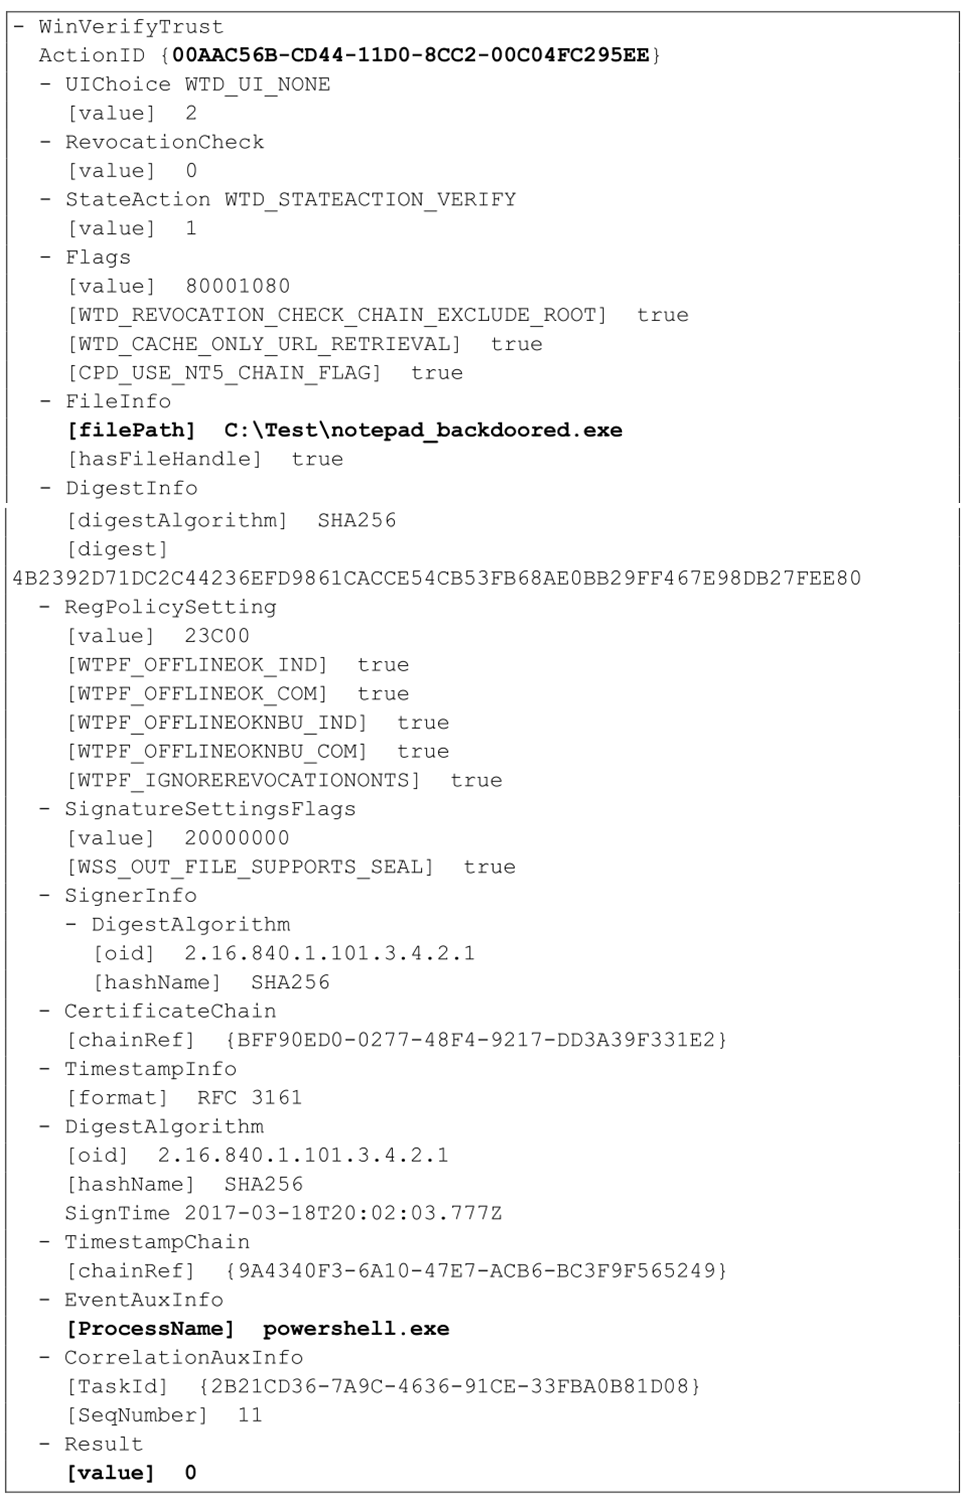 - WinVerifyTrust
ActionID {00AAC56B-CD44-11D0-8CC2-00C04FC295EE}
- UIChoice WTD_UI_NONE
[value] 2
- RevocationCheck
[value] 0
- StateAction WTD_STATEACTION_VERIFY
[value] 1
- Flags
[value] 80001080
[WTD_REVOCATION_CHECK_CHAIN_EXCLUDE_ROOT] true
[WTD_CACHE_ONLY_URL_RETRIEVAL] true
[CPD_USE_NT5_CHAIN_FLAG] true
- FileInfo
[filePath] C:\Test\notepad_backdoored.exe
[hasFileHandle] true
- DigestInfo
[digestAlgorithm] SHA256
[digest]
4B2392D71DC2C44236EFD9861CACCE54CB53FB68AE0BB29FF467E98DB27FEE80
- RegPolicySetting
[value] 23C00
[WTPF_OFFLINEOK_IND] true
[WTPF_OFFLINEOK_COM] true
[WTPF_OFFLINEOKNBU_IND] true
[WTPF_OFFLINEOKNBU_COM] true
[WTPF_IGNOREREVOCATIONONTS] true
- SignatureSettingsFlags
[value] 20000000
[WSS_OUT_FILE_SUPPORTS_SEAL] true
- SignerInfo
- DigestAlgorithm
[oid] 2.16.840.1.101.3.4.2.1
[hashName] SHA256
- CertificateChain
[chainRef] {BFF90ED0-0277-48F4-9217-DD3A39F331E2}
- TimestampInfo
[format] RFC 3161
- DigestAlgorithm
[oid] 2.16.840.1.101.3.4.2.1
[hashName] SHA256
SignTime 2017-03-18T20:02:03.777Z
- TimestampChain
[chainRef] {9A4340F3-6A10-47E7-ACB6-BC3F9F565249}
- EventAuxInfo
[ProcessName] powershell.exe
- CorrelationAuxInfo
[TaskId] {2B21CD36-7A9C-4636-91CE-33FBA0B81D08}
[SeqNumber] 11
- Result
[value] 0